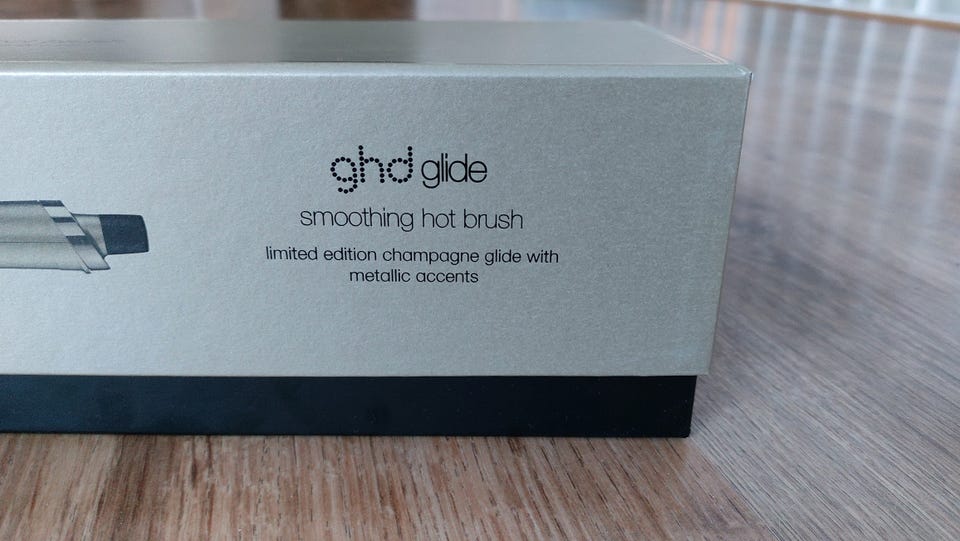 ghd glide
smoothing hot brush
limited edition champagne glide with
metallic accents